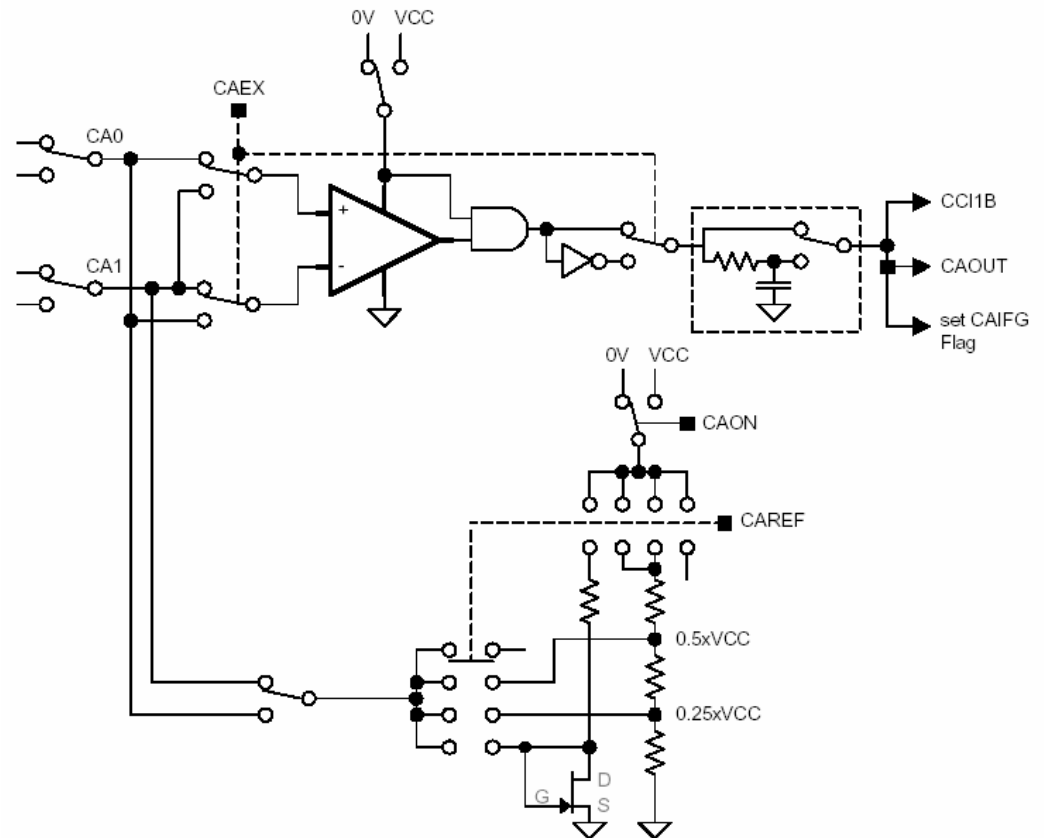 0V VCC
CAEX
CA0
+
CCI1B
CA1
-
CAOUT
set CAIFG
Flag
0V VCC
CAON
CAREF
0.5xVCC
0.25xVCC
D
G S